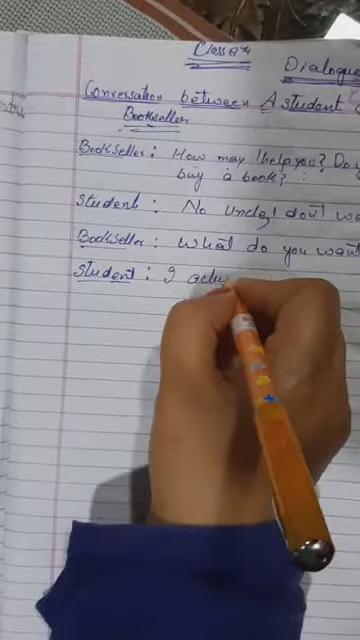 Class 8th
Dialogue
Conversation between A student
Bookseller
Bookseller : How may I help you? Do
buy a book?
Student : No Uncle, I don't
Bookseller : What do you want
Student : I actu